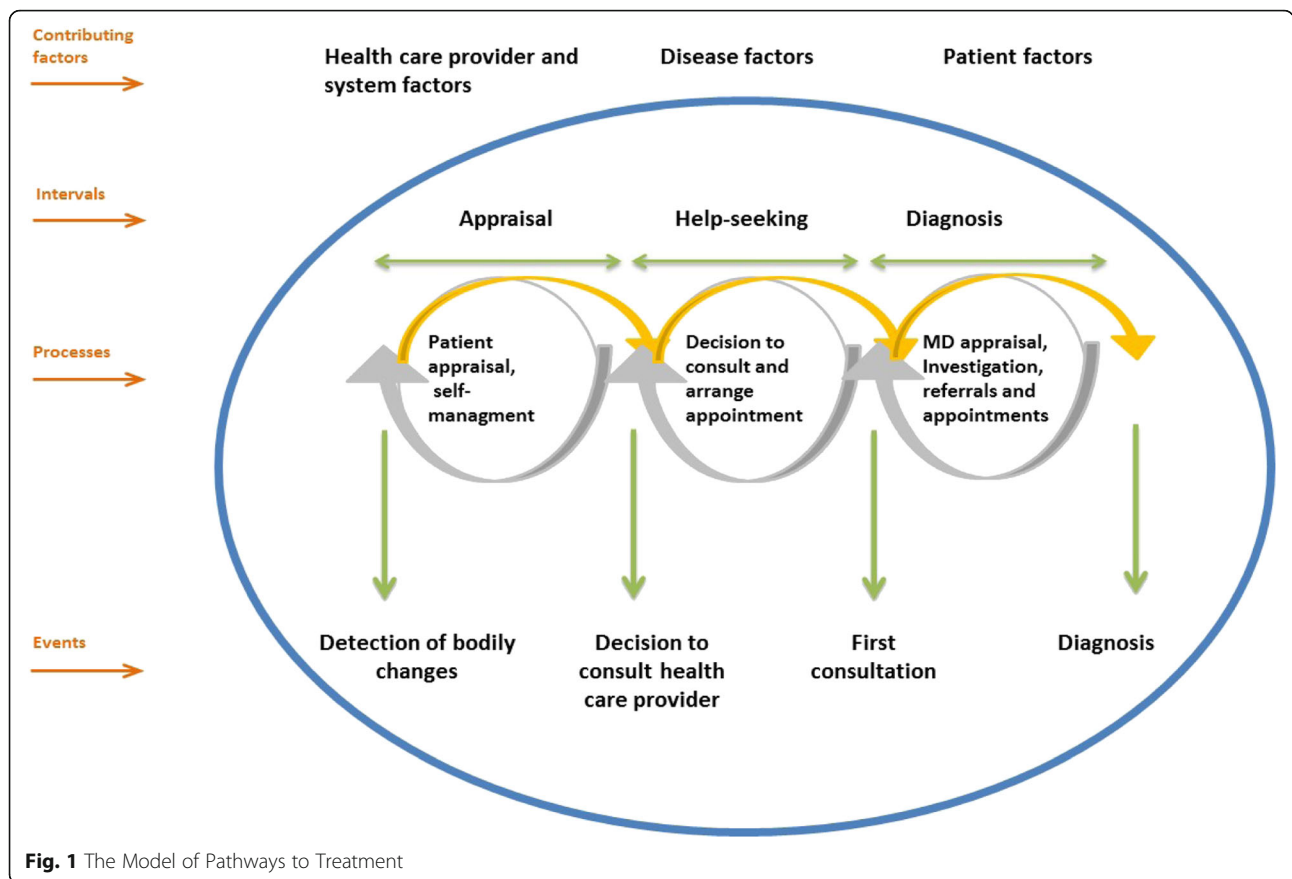 Contributing
factors
Health care provider and
system factors
Disease factors
Patient factors
Intervals
Appraisal
Help-seeking
Diagnosis
Processes
Patient
appraisal,
self-
managment
Decision to
consult and
arrange
appointment
MD appraisal,
Investigation,
referrals and
appointments
Events
Detection of bodily
changes
Decision to
consult health
care provider
First
consultation
Diagnosis
Fig. 1 The Model of Pathways to Treatment